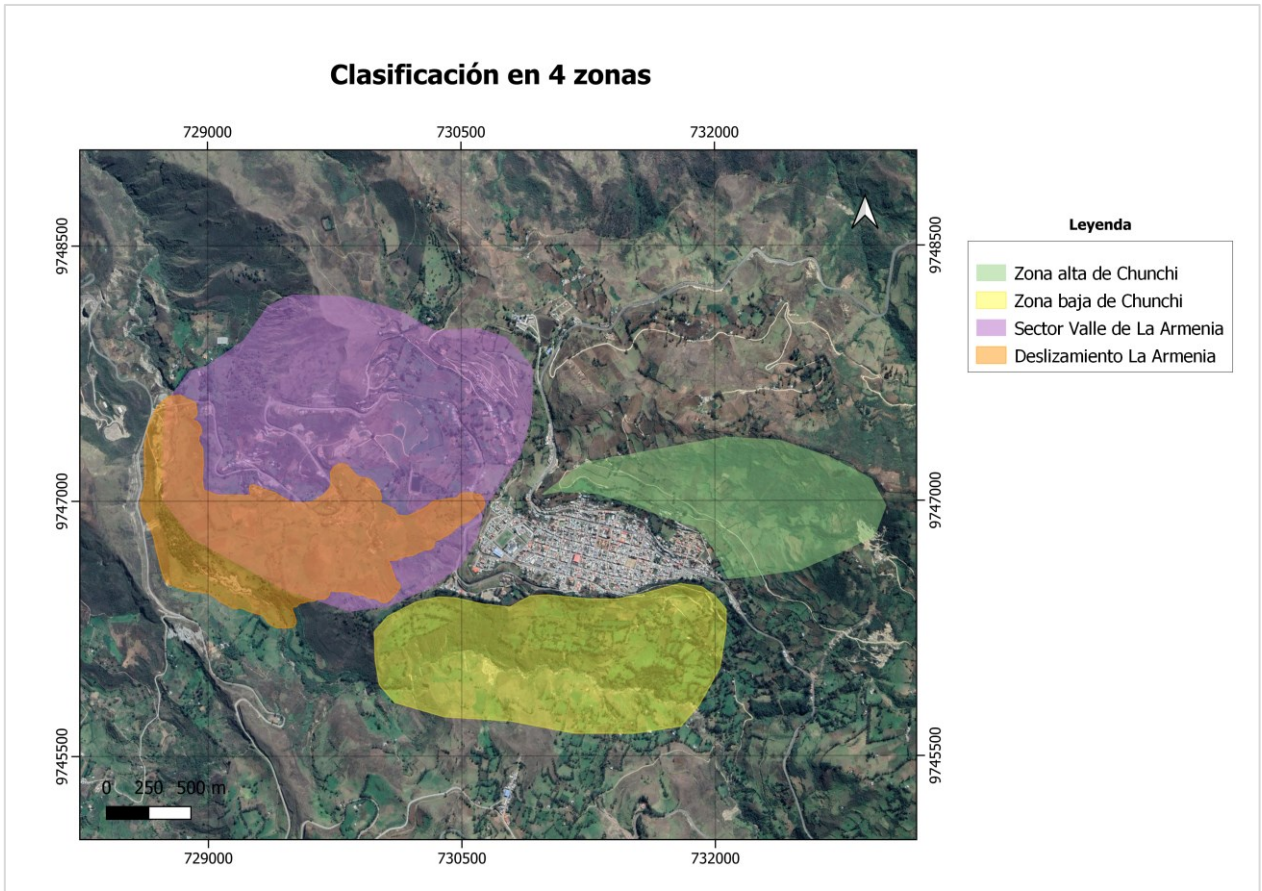 Clasificación en 4 zonas
729000
730500
732000
9748500
9748500
Leyenda
Zona alta de Chunchi
Zona baja de Chunchi
Sector Valle de La Armenia
Deslizamiento La Armenia
9747000
9747000
9745500
9745500
0 250 500 m
729000
730500
732000